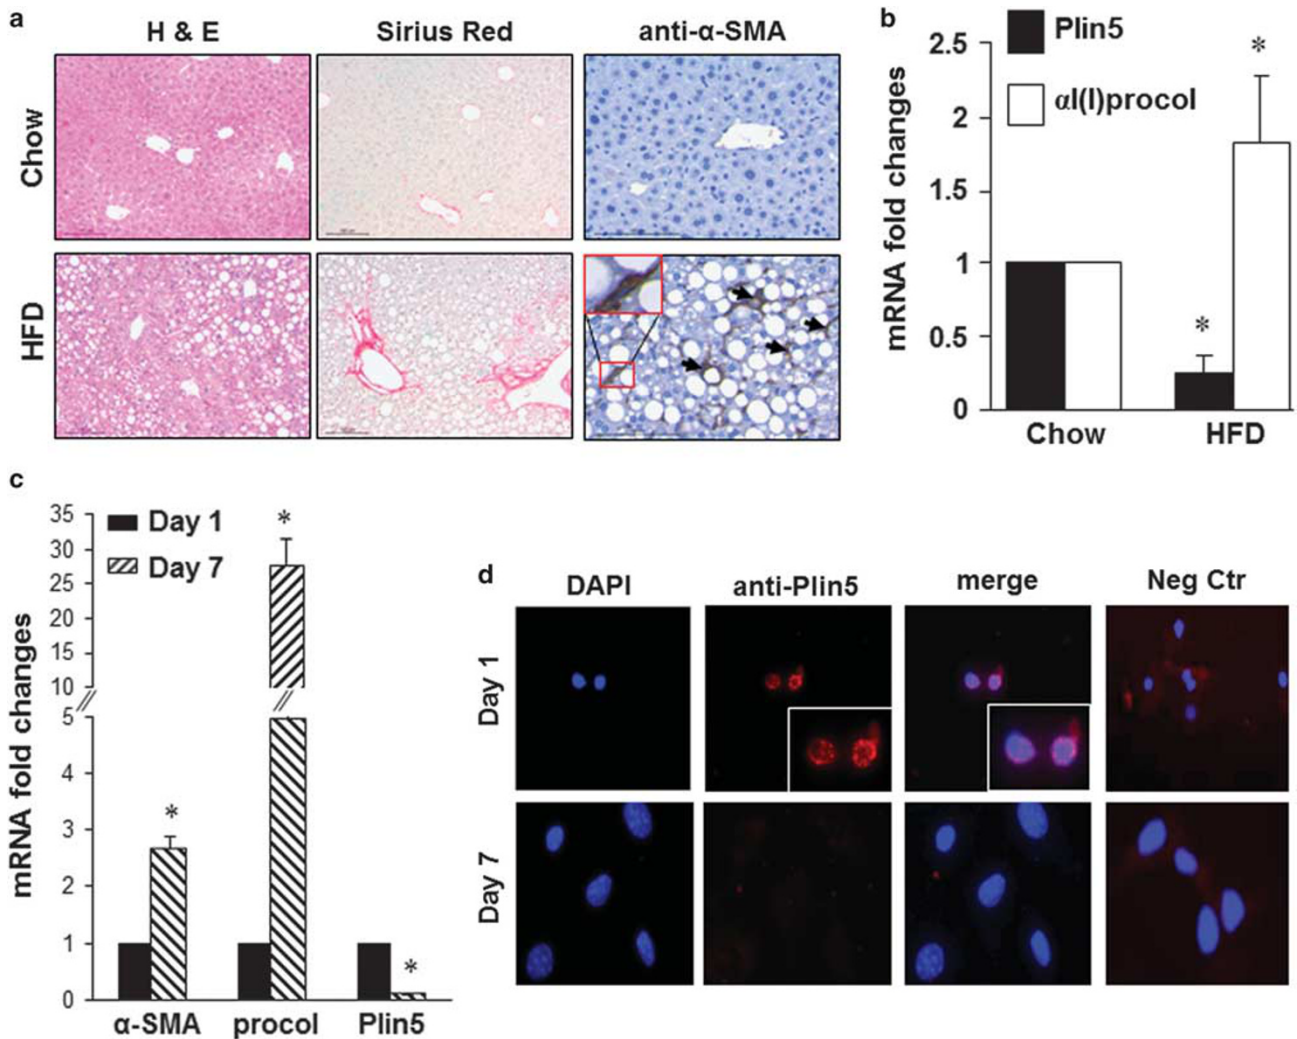 a
H & E
Sirius Red
anti-α-SMA
Chow
HFD
b
Plin5
αI(I)procol
mRNA fold changes
2.5
2
1.5
1
0.5
0
*
*
Chow
HFD
c
Day 1
Day 7
mRNA fold changes
35
30
25
20
15
10
5
4
3
2
1
0
*
*
*
α-SMA
procol
Plin5
d
DAPI
anti-Plin5
merge
Neg Ctr
Day 1
Day 7